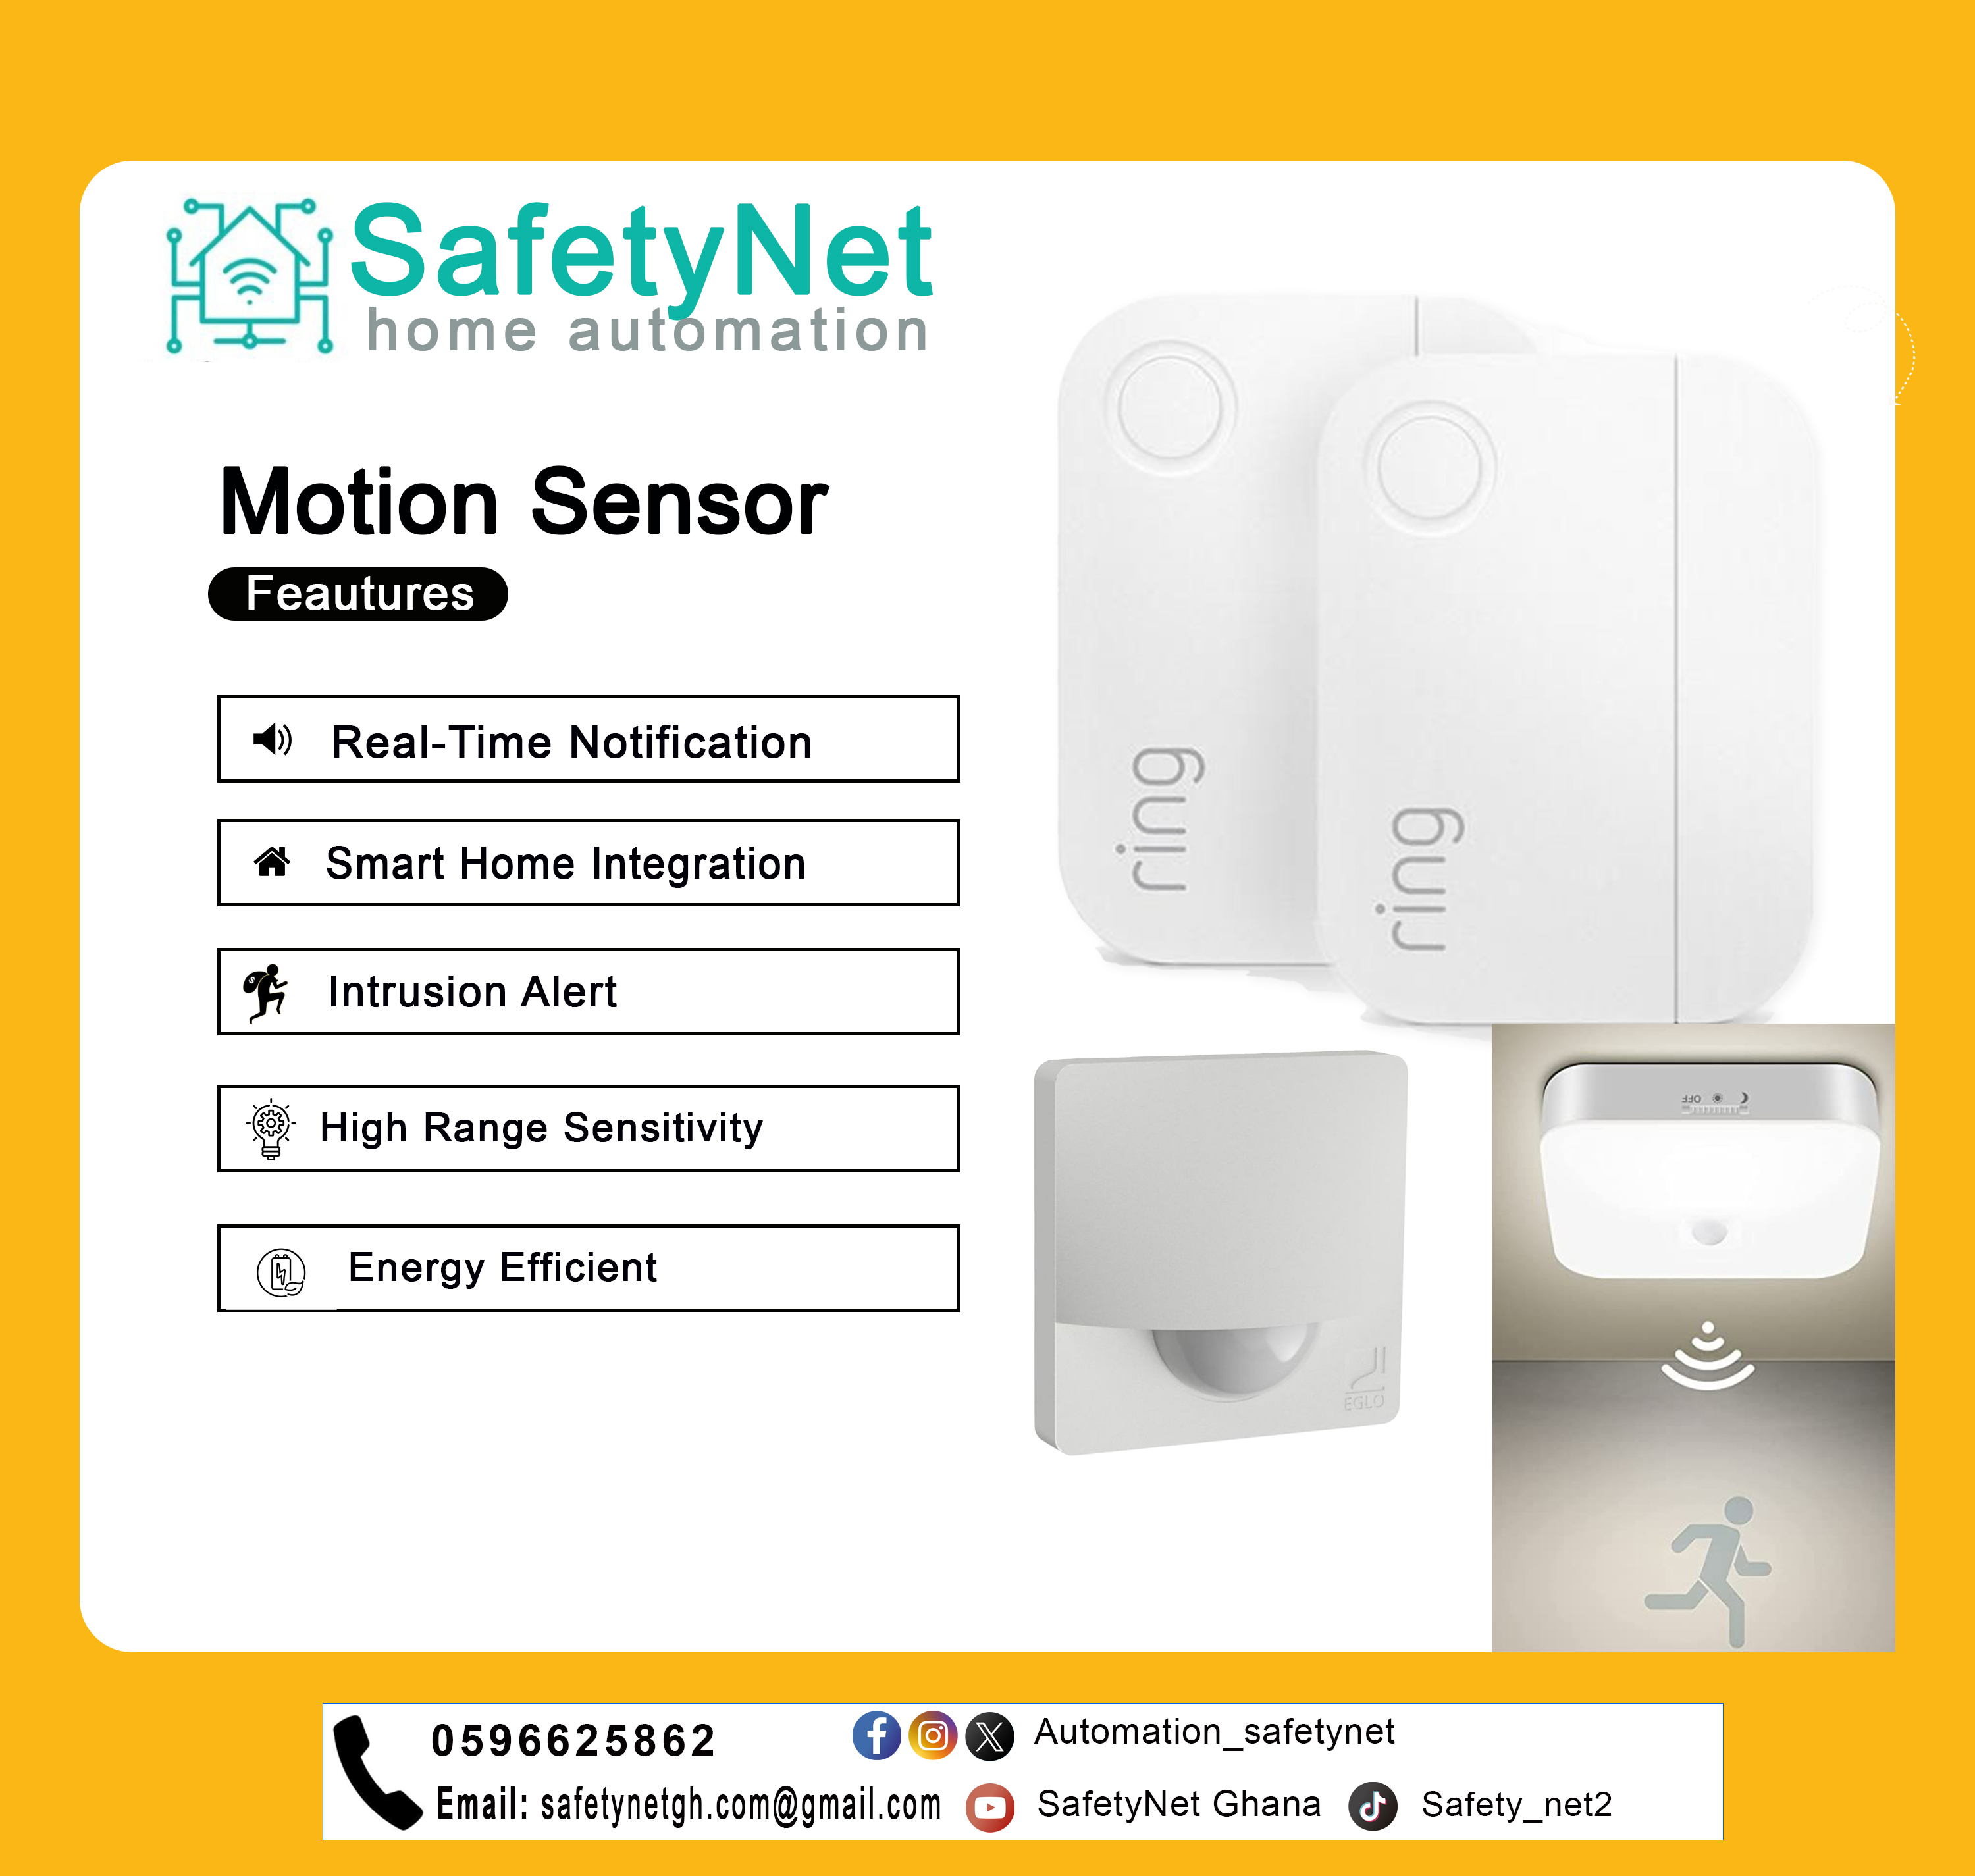 SafetyNet
home automation
Motion Sensor
Feautures
Real-Time Notification
Smart Home Integration
Intrusion Alert
High Range Sensitivity
Energy Efficient
ring
ring
EGLO
OFF
0596625862
Automation_safetynet
Email: safetynetgh.com@gmail.com
SafetyNet Ghana
Safety_net2